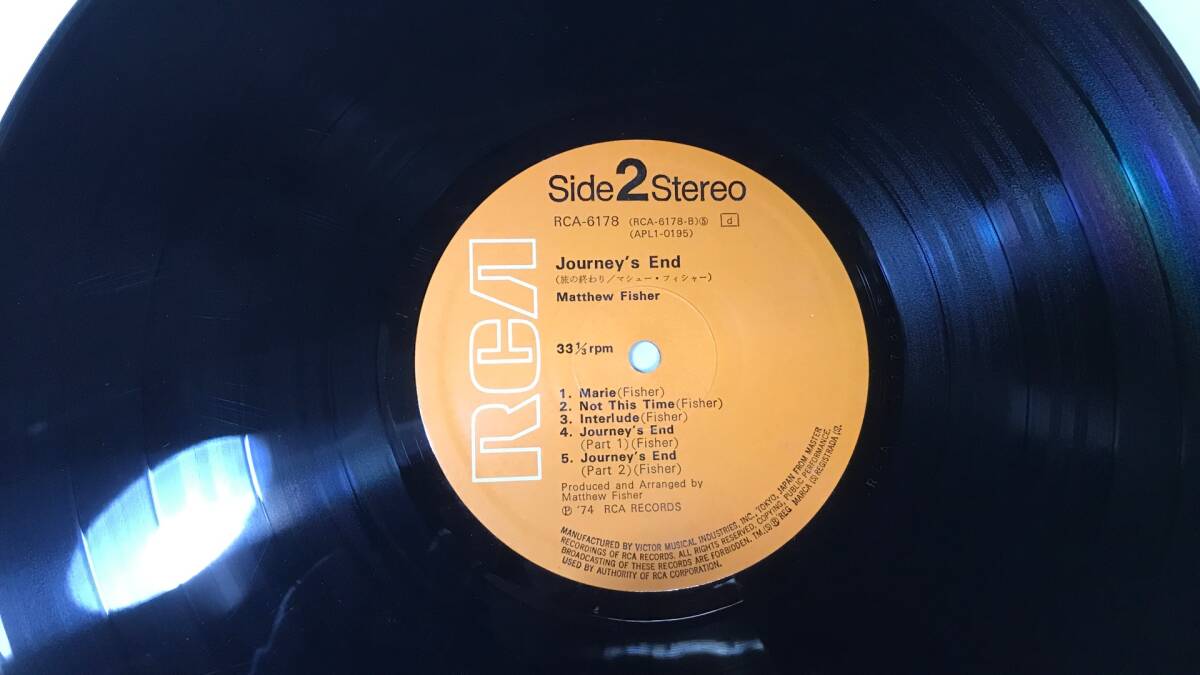 Side 2 Stereo
RCA-6178 (RCA-6178-B)⑤ d
(APL1-0195)
Journey's End
(旅の終わり/マシュー・フィシャー)
Matthew Fisher
RCA
33 1/3 rpm
1. Marie (Fisher)
2. Not This Time (Fisher)
3. Interlude (Fisher)
4. Journey's End
(Part 1) (Fisher)
5. Journey's End
(Part 2) (Fisher)
Produced and Arranged by
Matthew Fisher
℗ '74 RCA RECORDS
MANUFACTURED BY VICTOR MUSICAL INDUSTRIES, INC., TOKYO, JAPAN FROM MASTER
RECORDINGS OF RCA RECORDS. ALL RIGHTS RESERVED, COPYING, PUBLIC PERFORMANCE,
BROADCASTING OF THESE RECORDS ARE FORBIDDEN. TM.(S) ® REG MARCA (S) REGISTRADA (S).
USED BY AUTHORITY OF RCA CORPORATION.